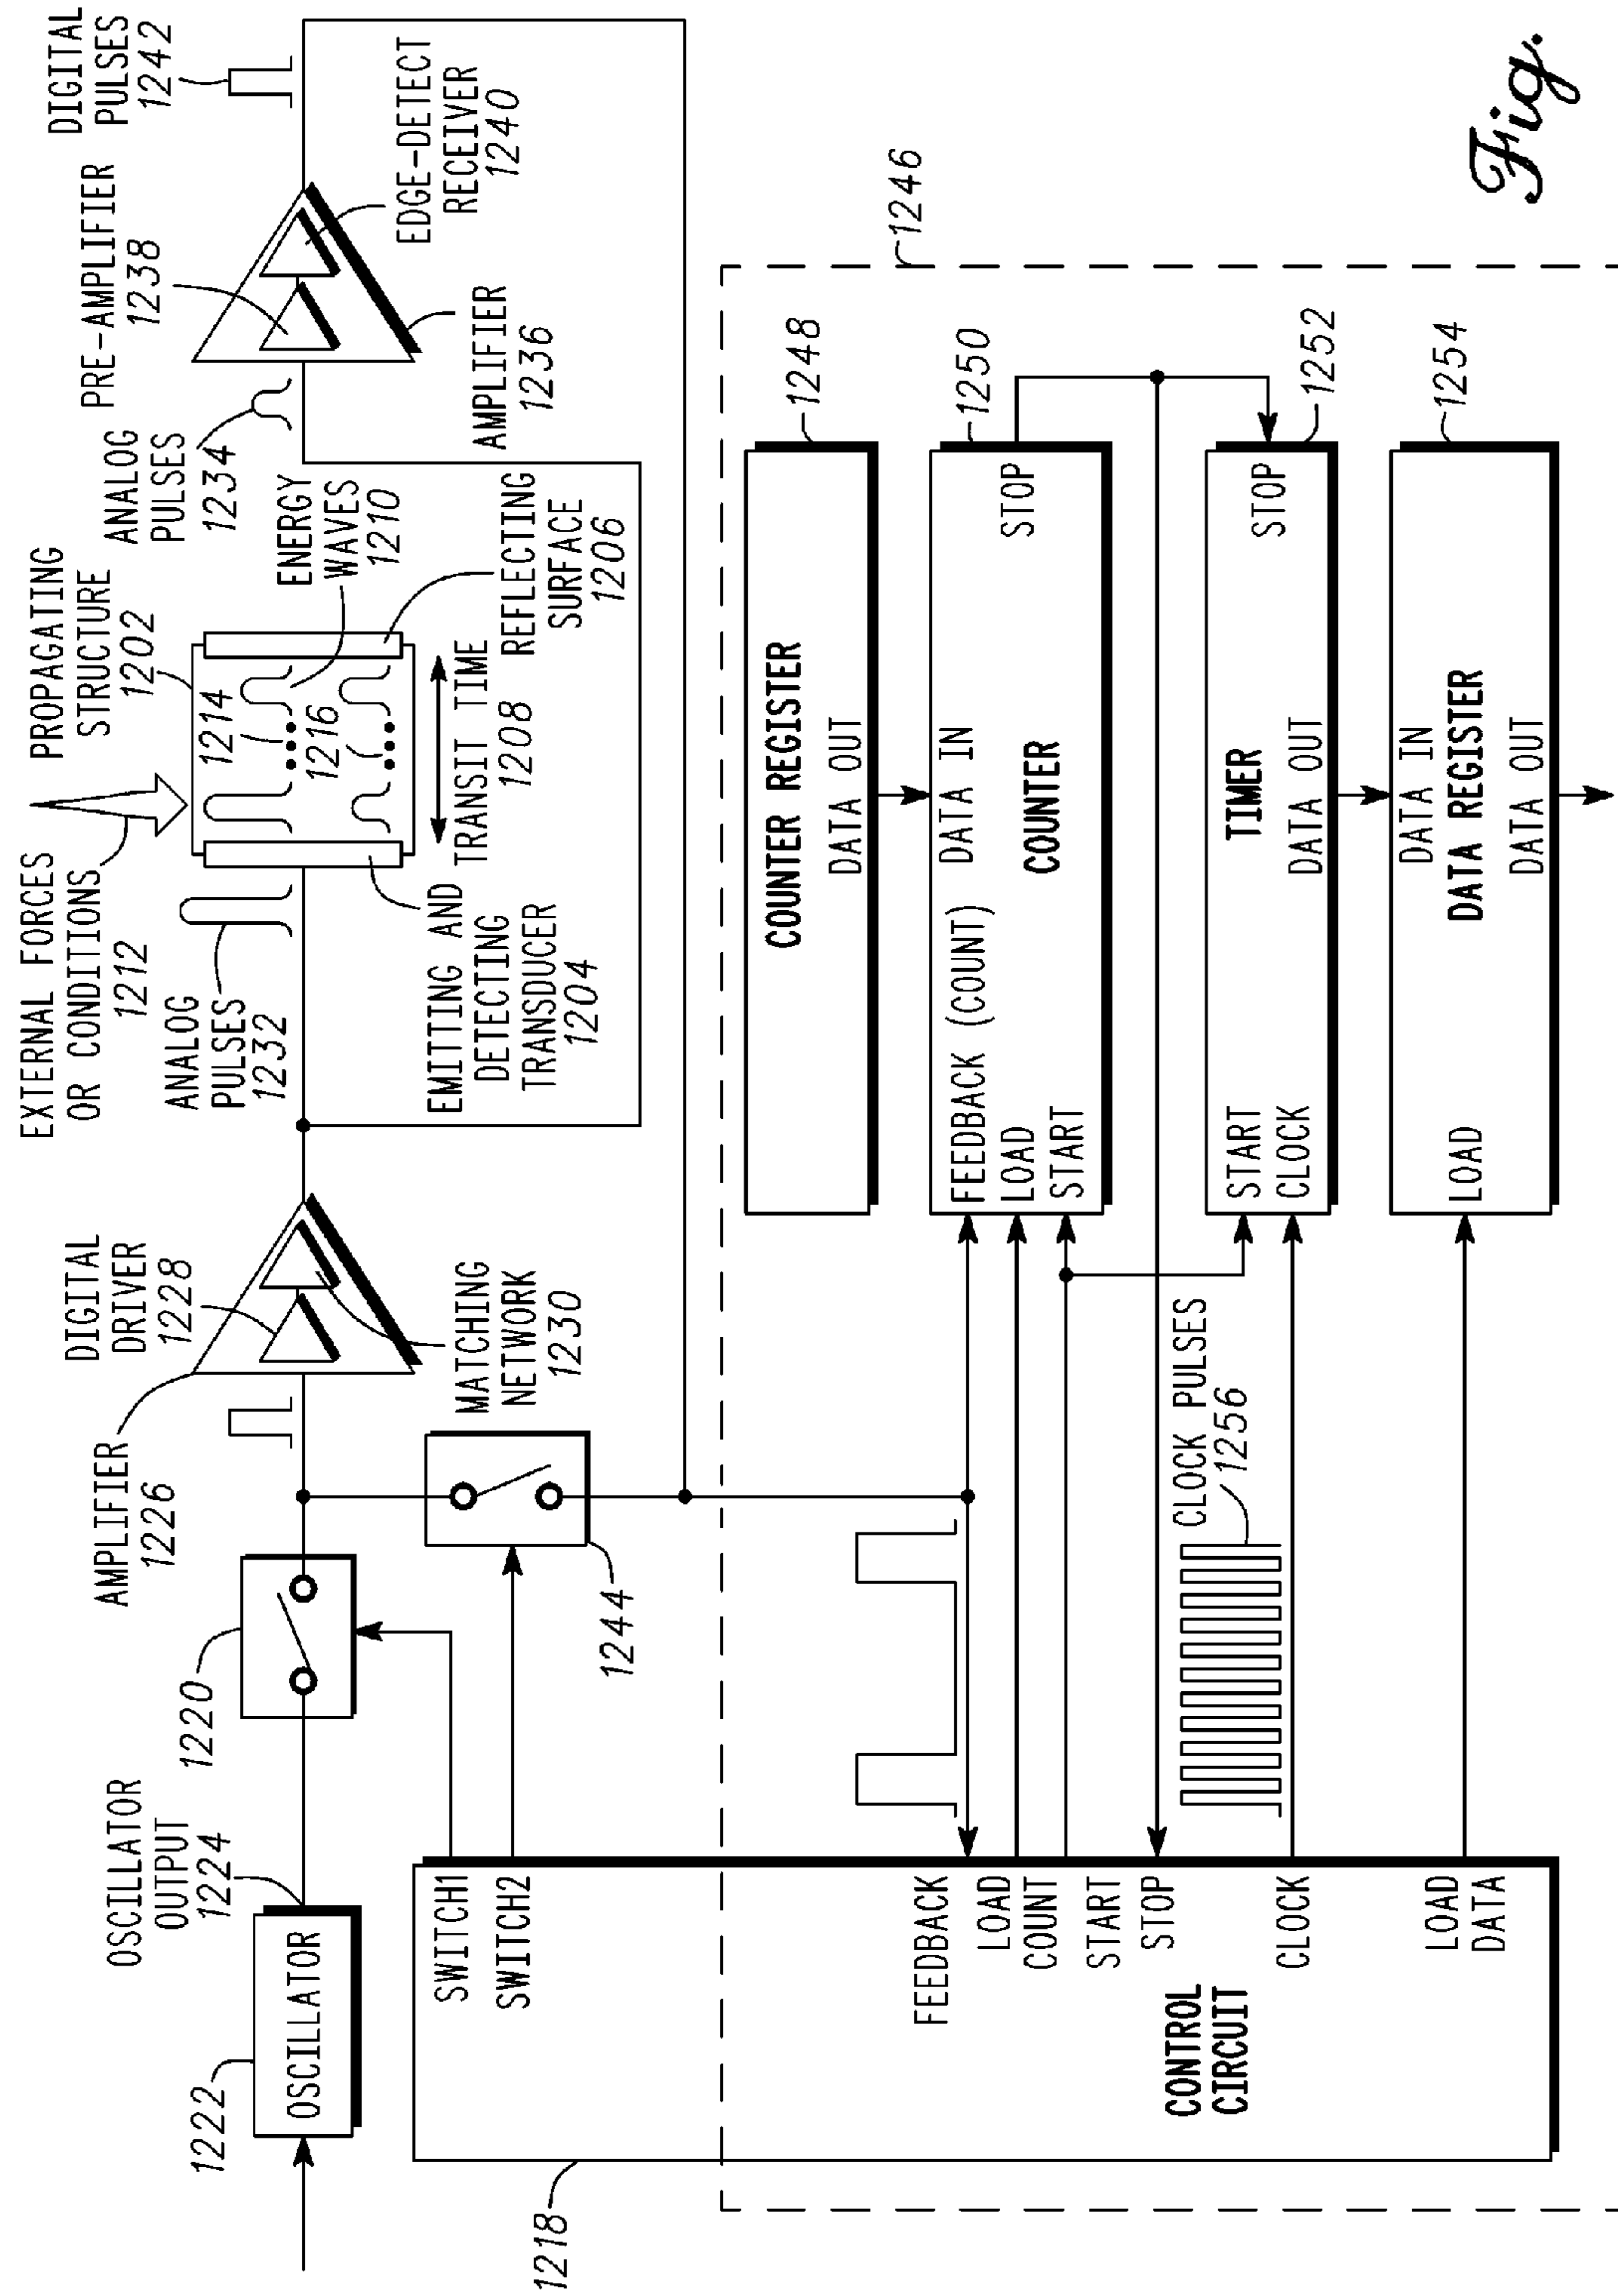 EXTERNAL FORCES
OR CONDITIONS
1212
PROPAGATING
STRUCTURE
1202
DIGITAL
PULSES
1242
PRE-AMPLIFIER
1238
ANALOG
PULSES
1234
ENERGY
WAVES
1210
1214
1216
EDGE-DETECT
RECEIVER
1240
AMPLIFIER
1236
REFLECTING
SURFACE
1206
TRANSIT TIME
1208
EMITTING AND
DETECTING
TRANSDUCER
1204
ANALOG
PULSES
1232
DIGITAL
DRIVER
1228
MATCHING
NETWORK
1230
AMPLIFIER
1226
1220
1244
OSCILLATOR
OUTPUT
1224
1222
OSCILLATOR
1218
SWITCH1
SWITCH2
FEEDBACK
LOAD
COUNT
START
STOP
CLOCK
LOAD
DATA
CONTROL
CIRCUIT
CLOCK PULSES
1256
1246
COUNTER REGISTER
DATA OUT
1248
FEEDBACK (COUNT)
DATA IN
LOAD
START
STOP
COUNTER
1250
START
CLOCK
TIMER
DATA OUT
STOP
1252
LOAD
DATA IN
DATA REGISTER
DATA OUT
1254
Fig.